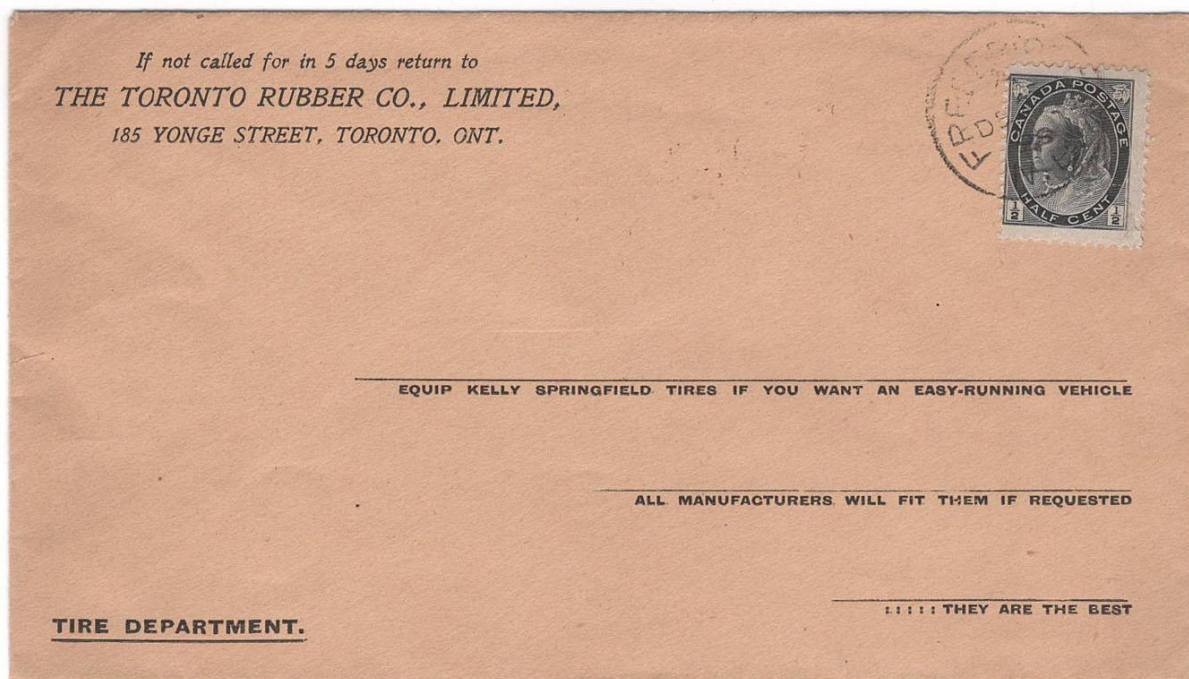 If not called for in 5 days return to
THE TORONTO RUBBER CO., LIMITED,
185 YONGE STREET, TORONTO, ONT.
CANADA POSTAGE
½ ½
HALF CENT
EQUIP KELLY SPRINGFIELD TIRES IF YOU WANT AN EASY-RUNNING VEHICLE
ALL MANUFACTURERS WILL FIT THEM IF REQUESTED
::::: THEY ARE THE BEST
TIRE DEPARTMENT.